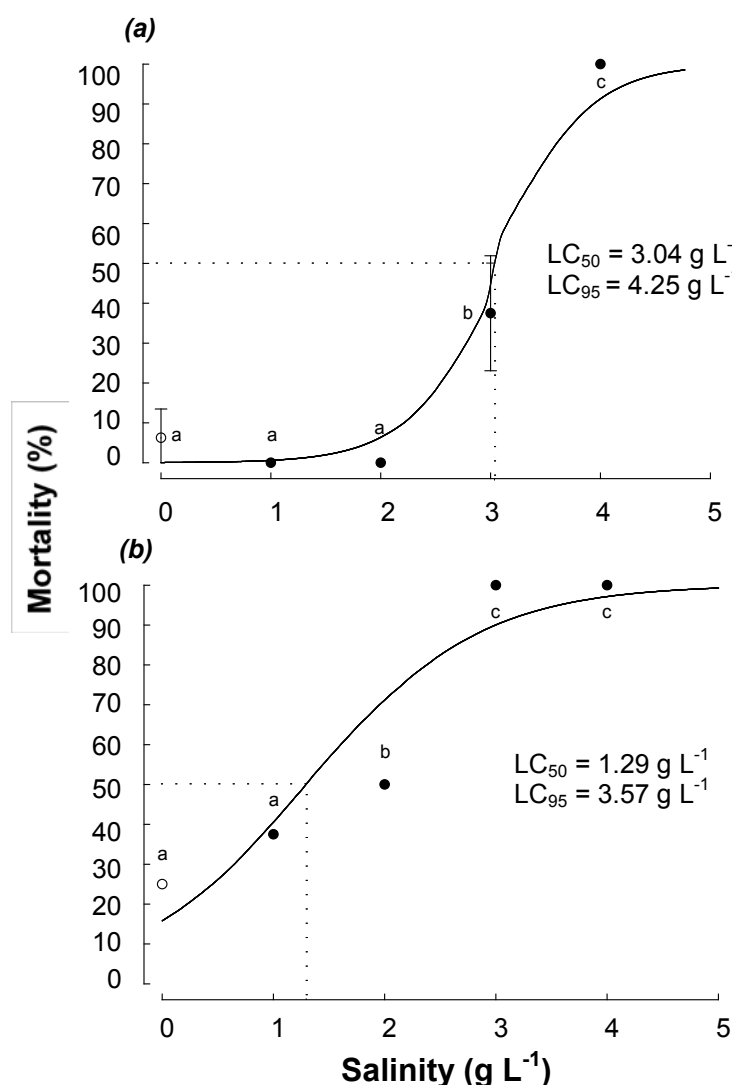 (a)
100
90
80
70
60
50
40
30
20
10
0
a
a
a
b
c
LC₅₀ = 3.04 g L⁻
LC₉₅ = 4.25 g L⁻
0 1 2 3 4 5
Mortality (%)
(b)
100
90
80
70
60
50
40
30
20
10
0
a
a
b
c
c
LC₅₀ = 1.29 g L⁻¹
LC₉₅ = 3.57 g L⁻¹
0 1 2 3 4 5
Salinity (g L⁻¹)